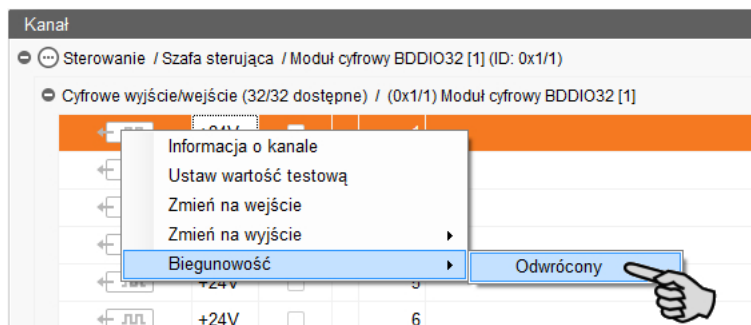 Kanał
Sterowanie / Szafa sterująca / Moduł cyfrowy BDDIO32 [1] (ID: 0x1/1)
Cyfrowe wyjście/wejście (32/32 dostępne) / (0x1/1) Moduł cyfrowy BDDIO32 [1]
+24V
Informacja o kanale
Ustaw wartość testową
Zmień na wejście
Zmień na wyjście
Biegunowość Odwrócony
+24V 5
+24V 6